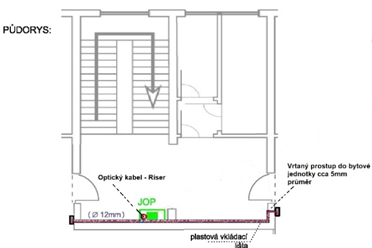 PŮDORYS:
Vrtaný prostup do bytové
jednotky cca 5mm
průměr
Optický kabel - Riser
JOP
(Ø 12mm)
plastová vkládací
lišta